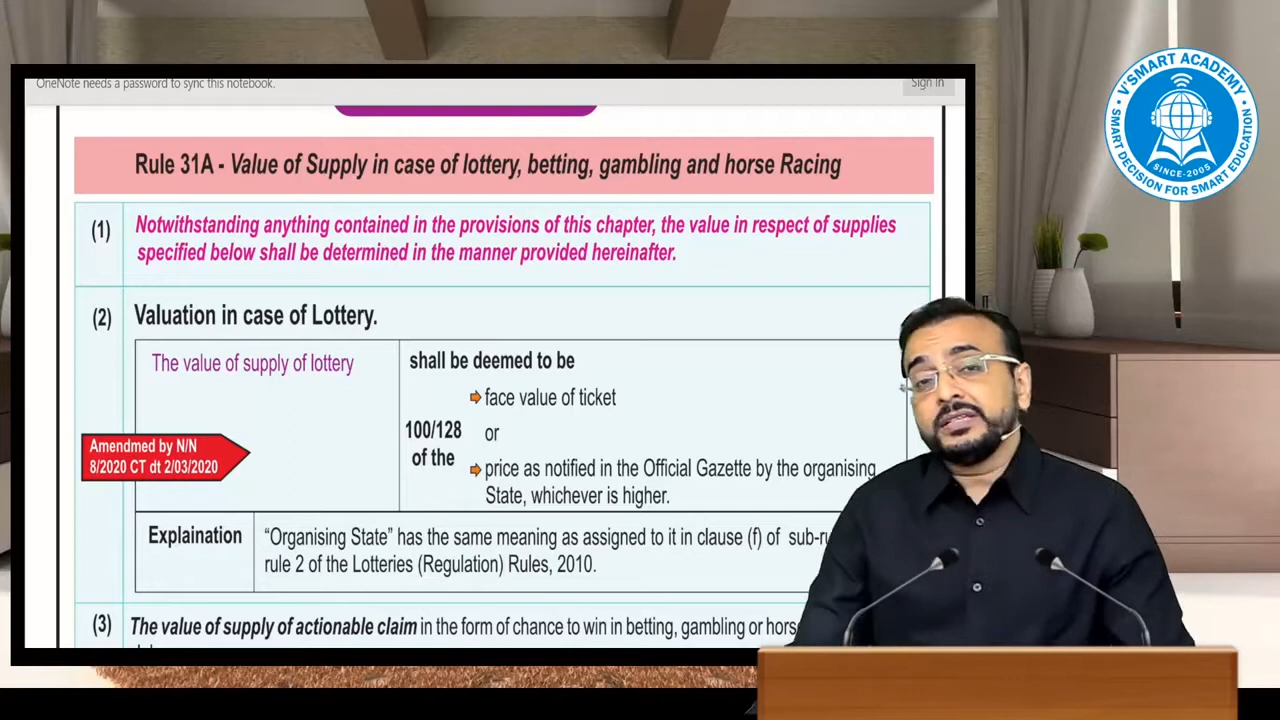 OneNote needs a password to sync this notebook.
Sign In
V'SMART ACADEMY
SINCE-2005
SMART DECISION FOR SMART EDUCATION
Rule 31A - Value of Supply in case of lottery, betting, gambling and horse Racing
(1)
Notwithstanding anything contained in the provisions of this chapter, the value in respect of supplies
specified below shall be determined in the manner provided hereinafter.
(2)
Valuation in case of Lottery.
The value of supply of lottery
shall be deemed to be
face value of ticket
100/128
of the
or
price as notified in the Official Gazette by the organising
State, whichever is higher.
Amendmed by N/N
8/2020 CT dt 2/03/2020
Explaination
“Organising State” has the same meaning as assigned to it in clause (f) of
rule 2 of the Lotteries (Regulation) Rules, 2010.
(3)
The value of supply of actionable claim in the form of chance to win in betting, gambling or